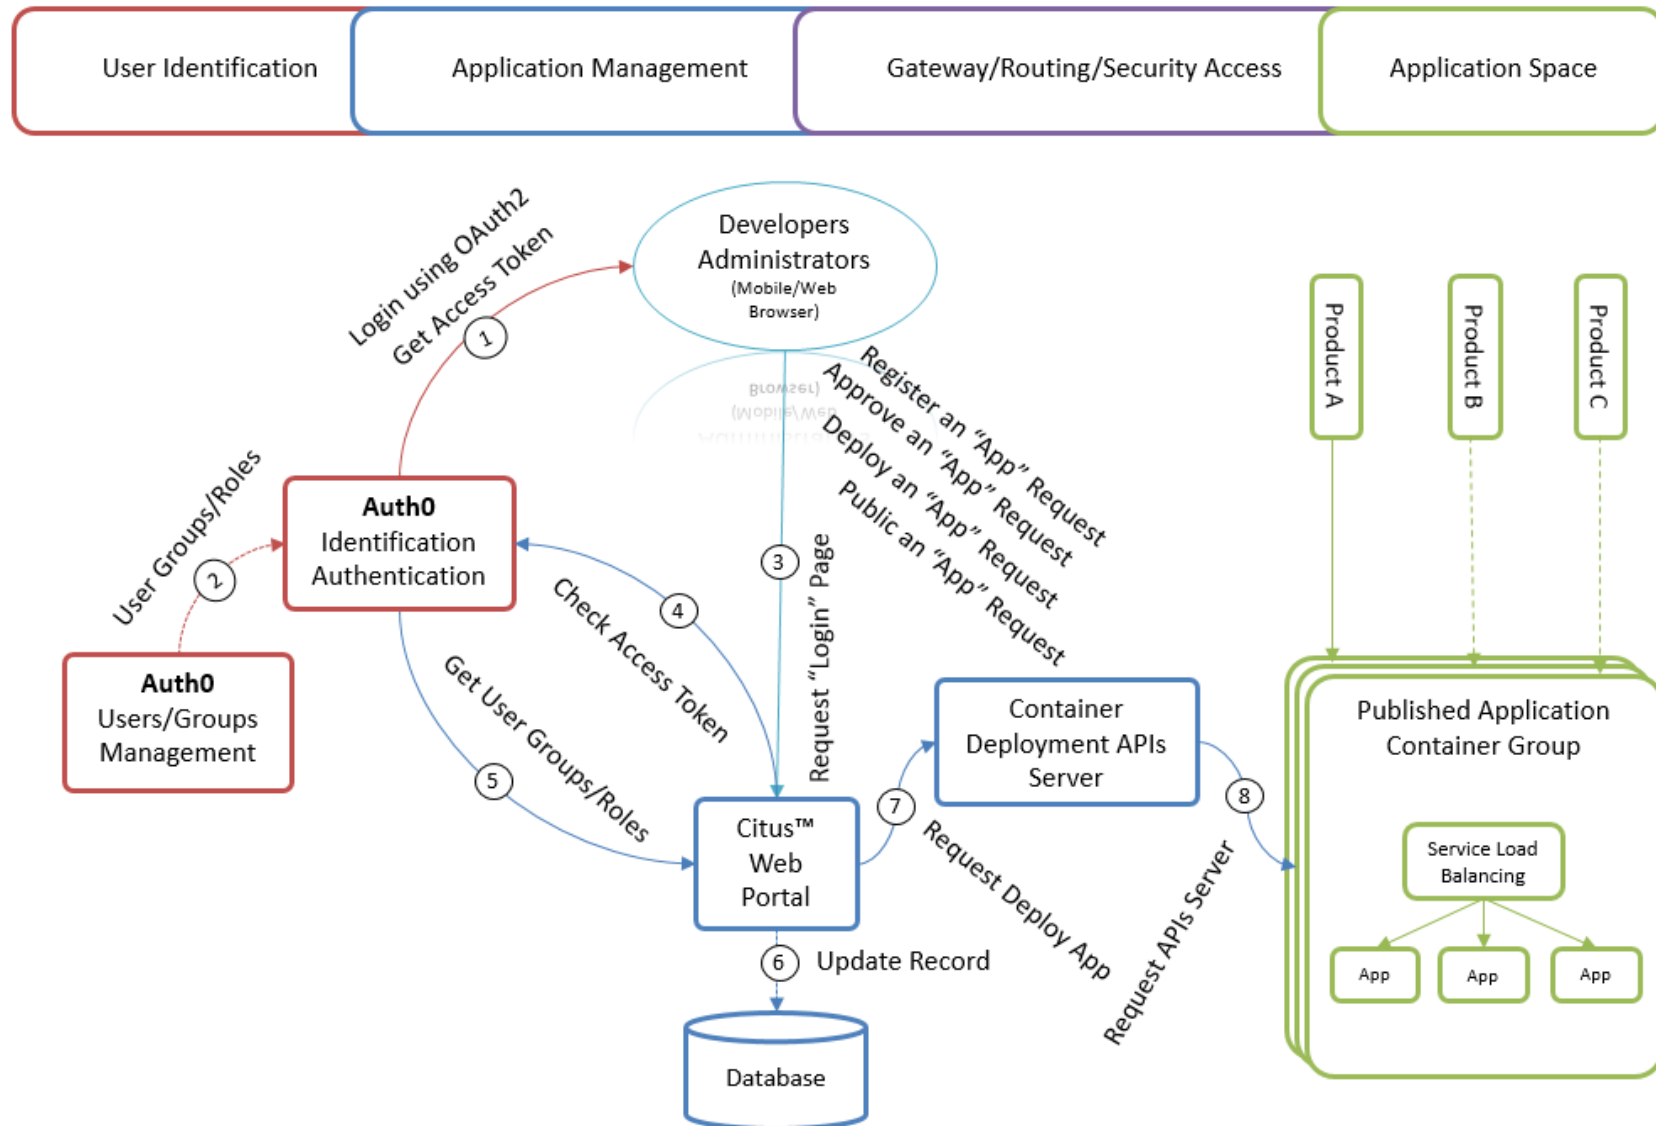 User Identification
Application Management
Gateway/Routing/Security Access
Application Space
Login using OAuth2
Get Access Token
1
Developers
Administrators
(Mobile/Web
Browser)
Browser)
(Mobile/Web
Administrators
Register an “App” Request
Approve an “App” Request
Deploy an “App” Request
Public an “App” Request
Product A
Product B
Product C
User Groups/Roles
2
Auth0
Identification
Authentication
Auth0
Users/Groups
Management
3
Request “Login” Page
4
Check Access Token
5
Get User Groups/Roles
Citus™
Web
Portal
6
Update Record
Database
7
Request Deploy App
Container
Deployment APIs
Server
8
Request APIs Server
Published Application
Container Group
Service Load
Balancing
App
App
App